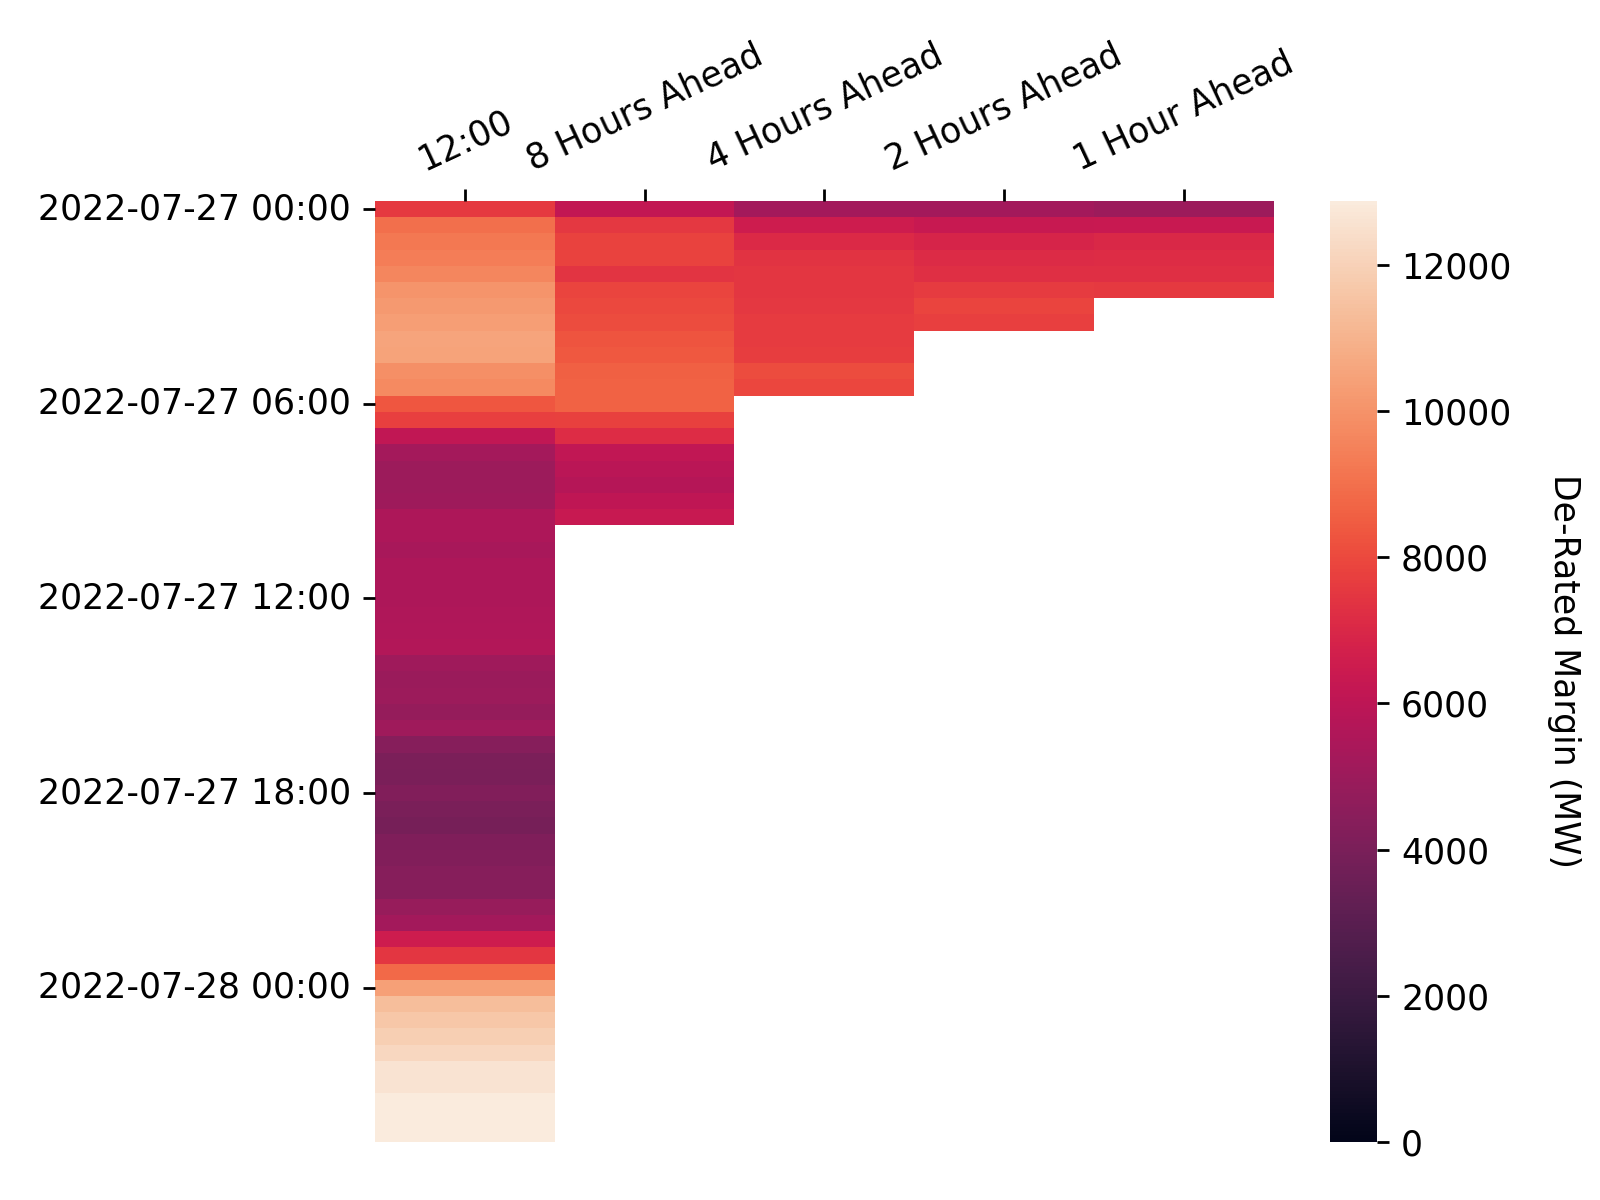 12:00
8 Hours Ahead
4 Hours Ahead
2 Hours Ahead
1 Hour Ahead
2022-07-27 00:00
2022-07-27 06:00
2022-07-27 12:00
2022-07-27 18:00
2022-07-28 00:00
12000
10000
8000
6000
4000
2000
0
De-Rated Margin (MW)